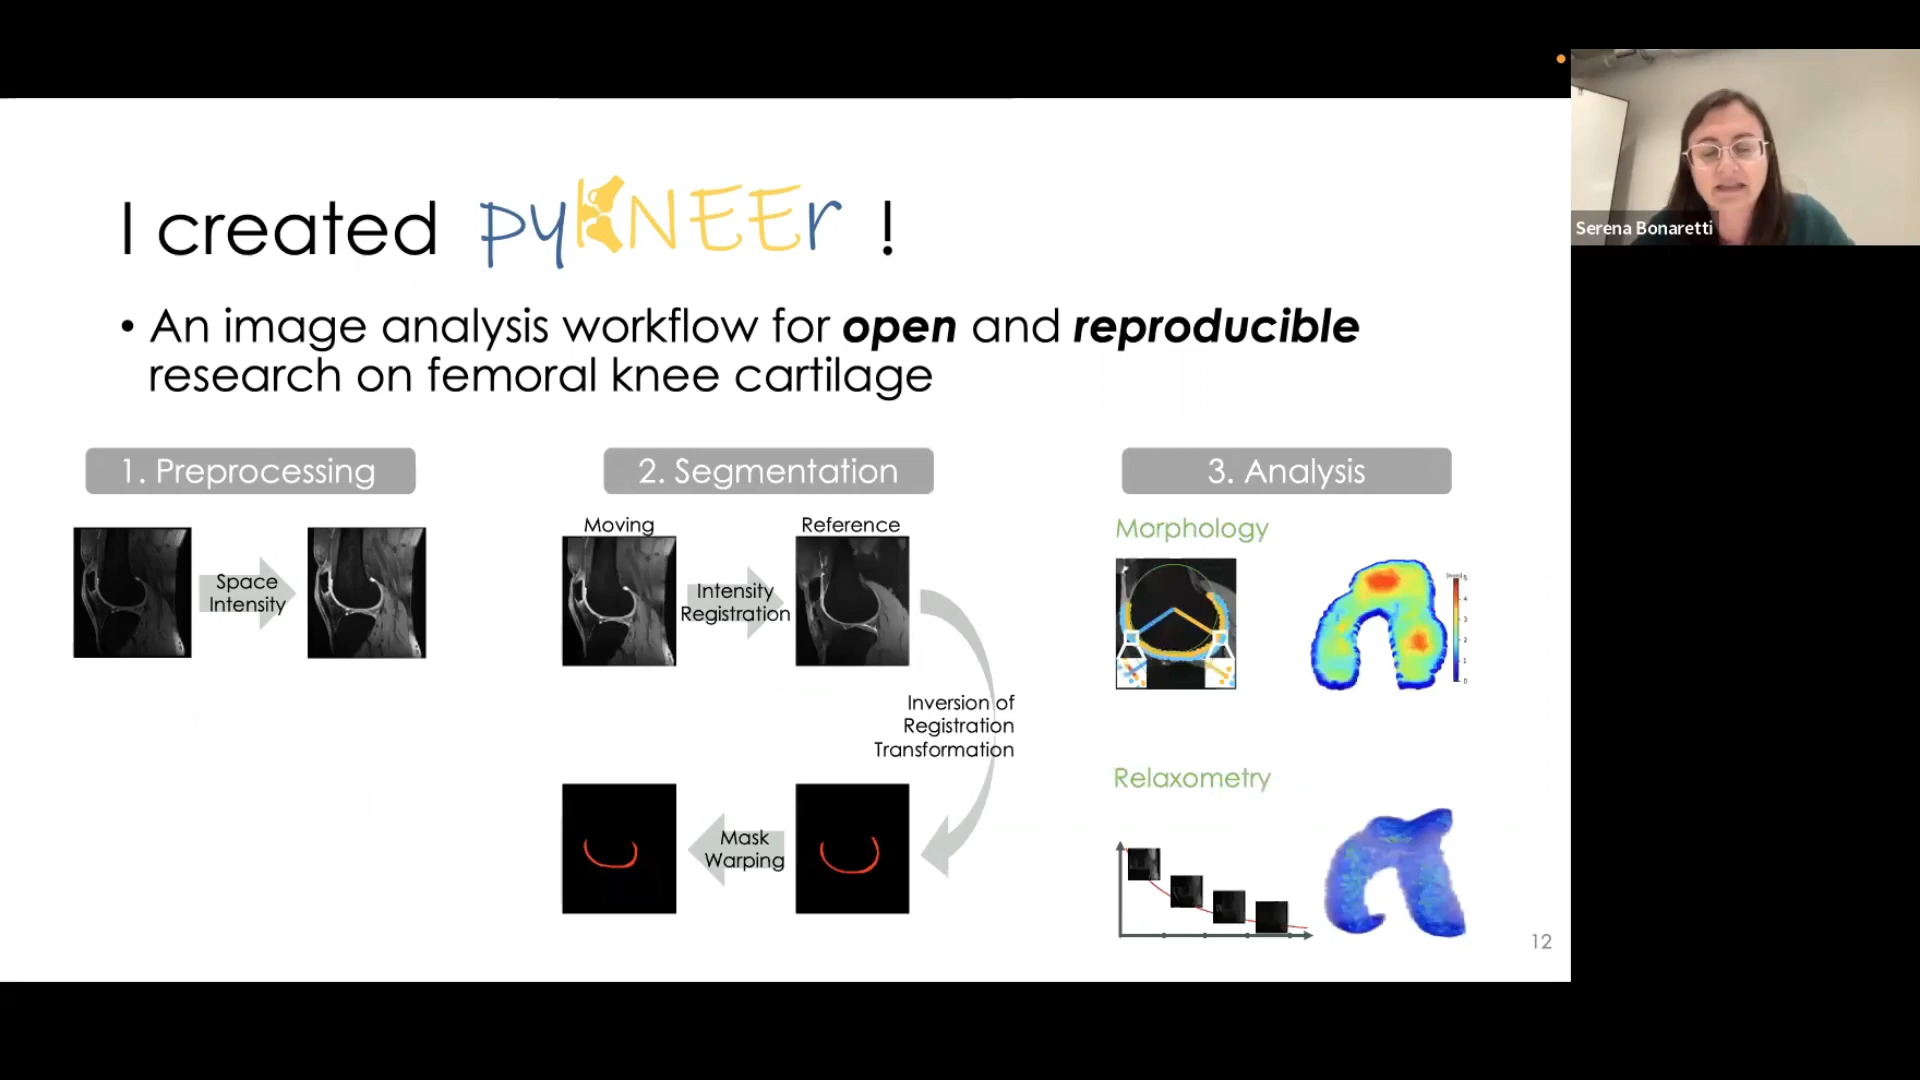 I created pyKNEEr !
• An image analysis workflow for open and reproducible
research on femoral knee cartilage
1. Preprocessing
Space
Intensity
2. Segmentation
Moving
Reference
Intensity
Registration
Inversion of
Registration
Transformation
Mask
Warping
3. Analysis
Morphology
Relaxometry
12
Serena Bonaretti